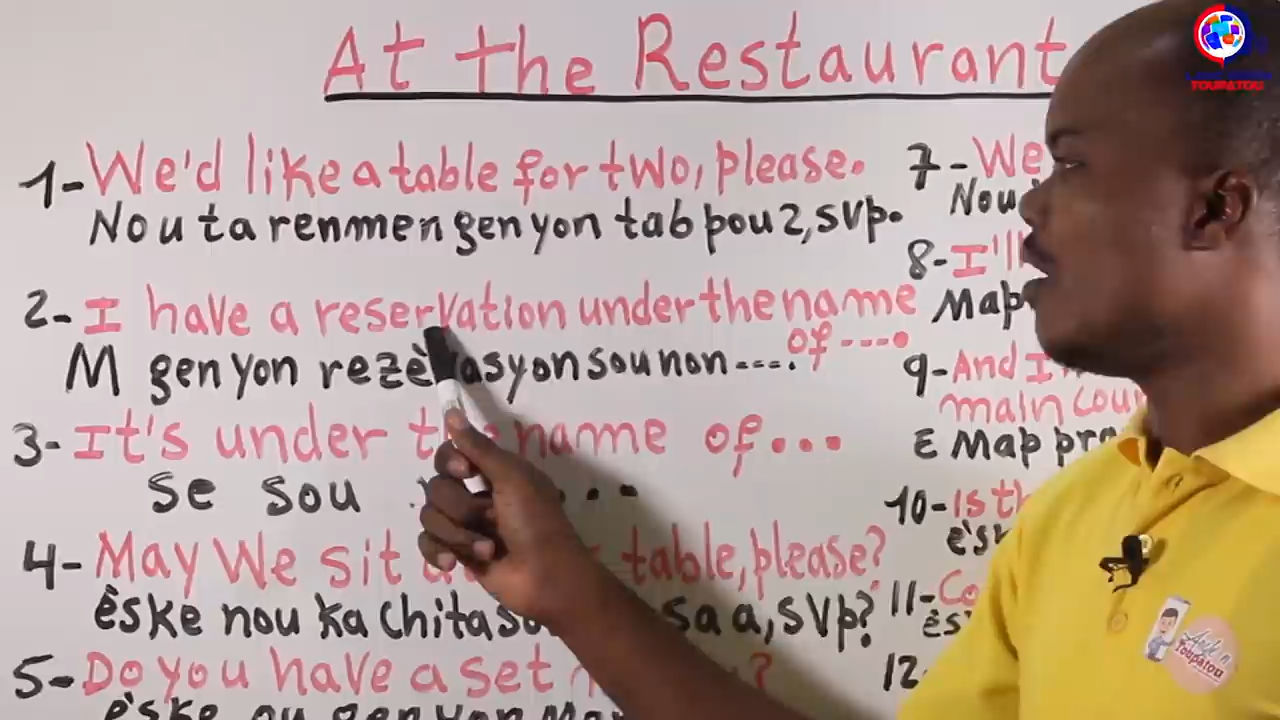 At The Restaurant
1-We'd like a table for two, please.
Nou ta renmen gen yon tab pou 2, svp.
2- I have a reservation under the name of ....
M gen yon rezèvasyon sou non ....
3- It's under the name of...
se sou ...
4- May We sit at table, please?
èske nou ka chita sa a, svp?
5- Do you have a set ?
èske ou gen yon
7-We
Nou
8-I'll
Map
9-And I
main cour
E Map pr
10-Is th
11-Co
12-
TOUPATOU
Toupatou